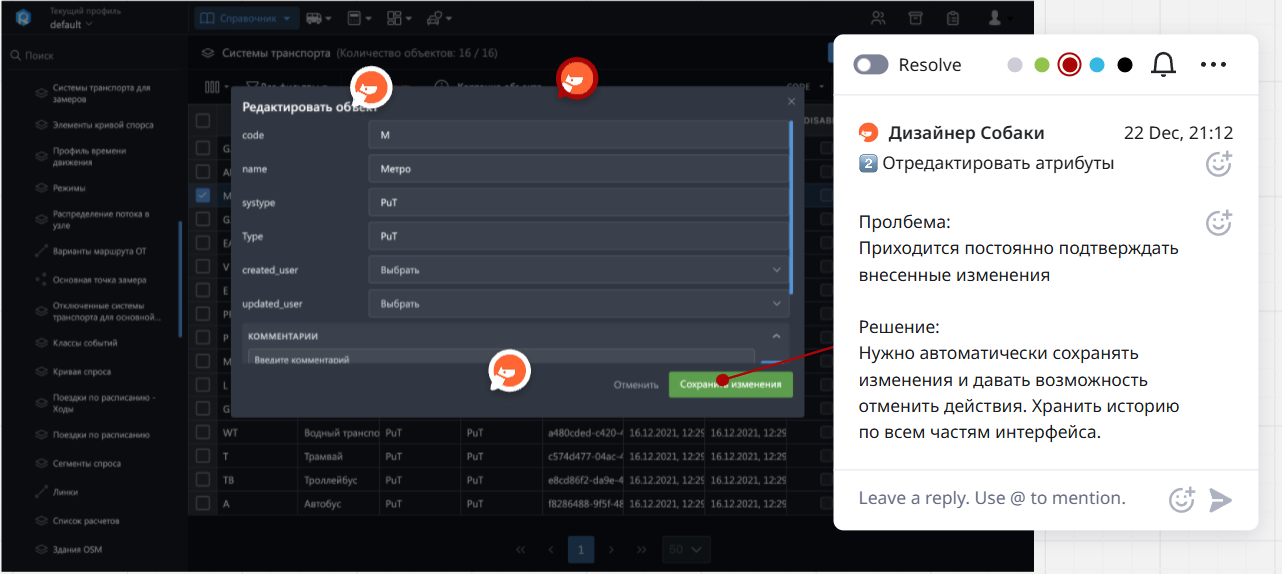 Текущий профиль
default
Справочник
Поиск
Системы транспорта (Количество объектов: 16 / 16)
Системы транспорта для
замеров
Элементы кривой спорса
Профиль времени
движения
Режимы
Распределение потока в
узле
Варианты маршрута ОТ
Основная точка замера
Отключенные системы
транспорта для основной...
Классы событий
Кривая спроса
Поездки по расписанию -
Ходы
Поездки по расписанию
Сегменты спроса
Линки
Список расчетов
Здания OSM
Редактировать объект
code
M
name
Метро
systype
PuT
Type
PuT
created_user
Выбрать
updated_user
Выбрать
КОММЕНТАРИИ
Введите комментарий
Отменить
Сохранить изменения
WT Водный транспо PuT PuT a480cded-c420-4 16.12.2021, 12:29 16.12.2021, 12:29
T Трамвай PuT PuT c574d477-04ac-4 16.12.2021, 12:29 16.12.2021, 12:29
TB Троллейбус PuT PuT e8cd86f2-da9e-4 16.12.2021, 12:29 16.12.2021, 12:29
A Автобус PuT PuT f8286488-9f5f-48 16.12.2021, 12:29 16.12.2021, 12:29
1
50
Resolve
Дизайнер Собаки 22 Dec, 21:12
2 Отредактировать атрибуты
Пролбема:
Приходится постоянно подтверждать
внесенные изменения
Решение:
Нужно автоматически сохранять
изменения и давать возможность
отменить действия. Хранить историю
по всем частям интерфейса.
Leave a reply. Use @ to mention.